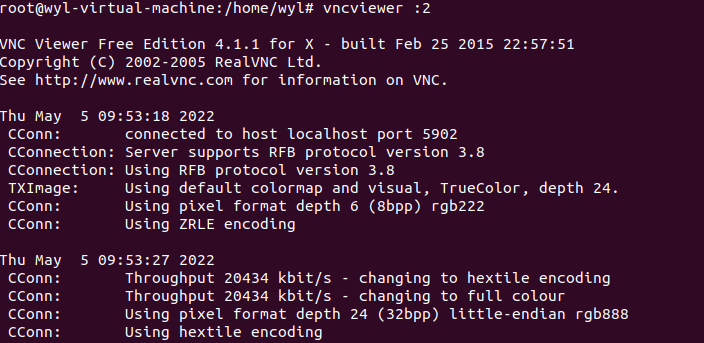 root@wyl-virtual-machine:/home/wyl# vncviewer :2
VNC Viewer Free Edition 4.1.1 for X - built Feb 25 2015 22:57:51
Copyright (C) 2002-2005 RealVNC Ltd.
See http://www.realvnc.com for information on VNC.
Thu May  5 09:53:18 2022
 CConn:       connected to host localhost port 5902
 CConnection: Server supports RFB protocol version 3.8
 CConnection: Using RFB protocol version 3.8
 TXImage:     Using default colormap and visual, TrueColor, depth 24.
 CConn:       Using pixel format depth 6 (8bpp) rgb222
 CConn:       Using ZRLE encoding
Thu May  5 09:53:27 2022
 CConn:       Throughput 20434 kbit/s - changing to hextile encoding
 CConn:       Throughput 20434 kbit/s - changing to full colour
 CConn:       Using pixel format depth 24 (32bpp) little-endian rgb888
 CConn:       Using hextile encoding